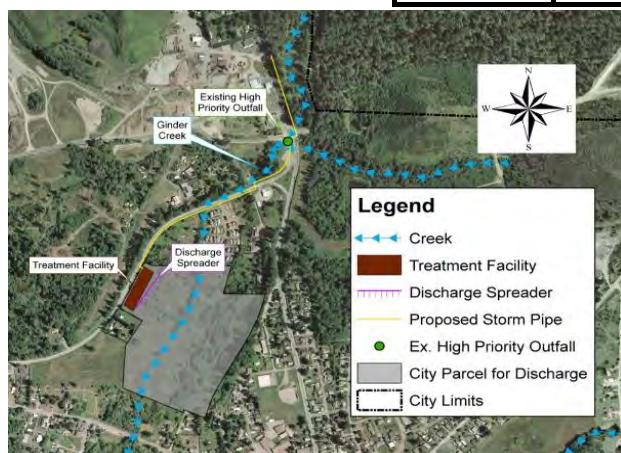 Existing High
Priority Outfall
Ginder
Creek
Treatment Facility
Discharge
Spreader
N
W
E
S
Legend
Creek
Treatment Facility
Discharge Spreader
Proposed Storm Pipe
Ex. High Priority Outfall
City Parcel for Discharge
City Limits